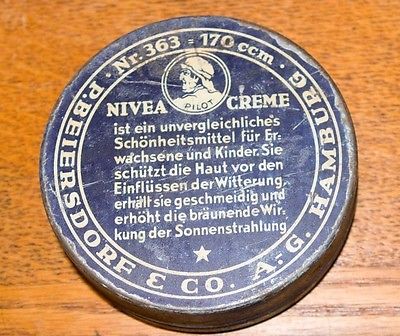 Nr. 363 = 170 ccm
PILOT
NIVEA CREME
ist ein unvergleichliches
Schönheitsmittel für Er-
wachsene und Kinder. Sie
schützt die Haut vor den
Einflüssen der Witterung,
erhält sie geschmeidig und
erhöht die bräunende Wir-
kung der Sonnenstrahlung
P. BEIERSDORF & CO. A.-G. HAMBURG